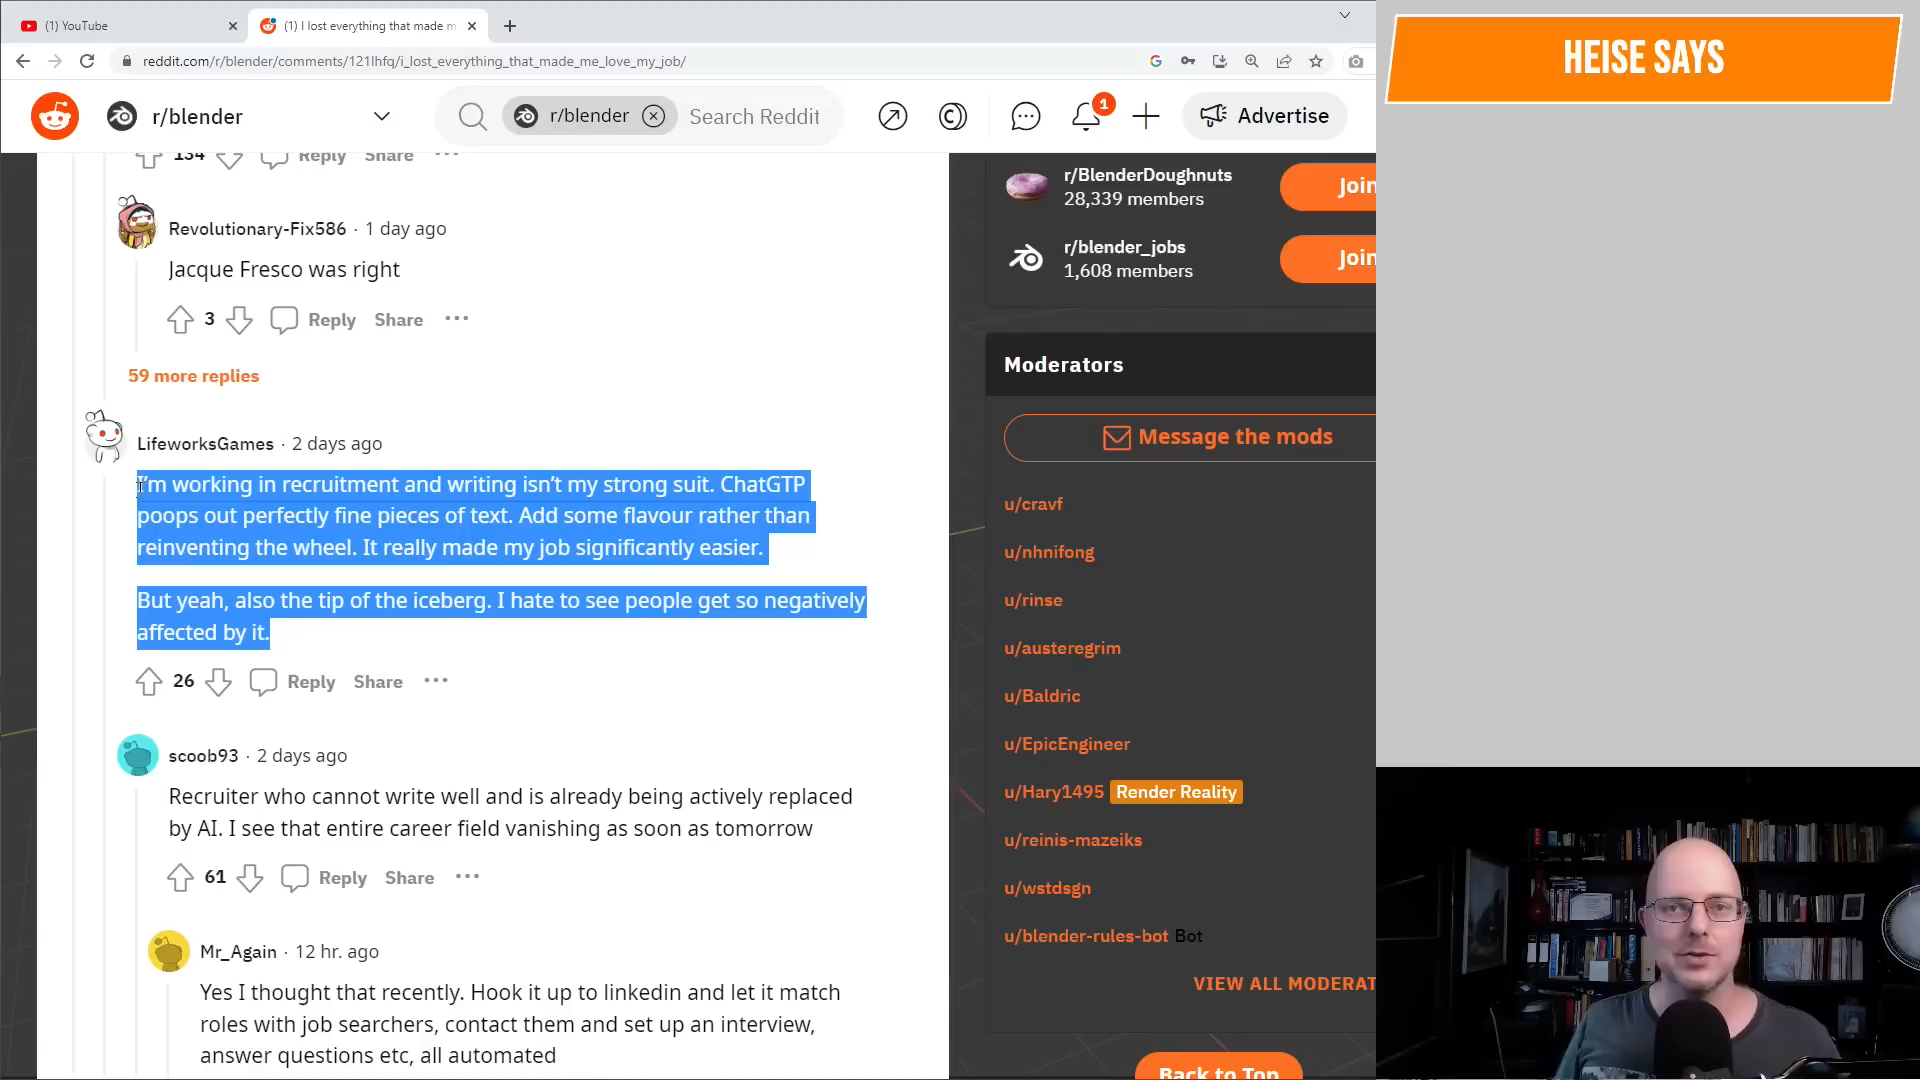 (1) YouTube
(1) I lost everything that made m
reddit.com/r/blender/comments/121lhfq/i_lost_everything_that_made_me_love_my_job/
HEISE SAYS
r/blender
r/blender
Search Reddit
1
Advertise
134 Reply Share
Revolutionary-Fix586 · 1 day ago
Jacque Fresco was right
3 Reply Share
59 more replies
LifeworksGames · 2 days ago
I'm working in recruitment and writing isn't my strong suit. ChatGTP
poops out perfectly fine pieces of text. Add some flavour rather than
reinventing the wheel. It really made my job significantly easier.
But yeah, also the tip of the iceberg. I hate to see people get so negatively
affected by it.
26 Reply Share
scoob93 · 2 days ago
Recruiter who cannot write well and is already being actively replaced
by AI. I see that entire career field vanishing as soon as tomorrow
61 Reply Share
Mr_Again · 12 hr. ago
Yes I thought that recently. Hook it up to linkedin and let it match
roles with job searchers, contact them and set up an interview,
answer questions etc, all automated
r/BlenderDoughnuts
28,339 members
Join
r/blender_jobs
1,608 members
Join
Moderators
Message the mods
u/cravf
u/nhnifong
u/rinse
u/austeregrim
u/Baldric
u/EpicEngineer
u/Hary1495 Render Reality
u/reinis-mazeiks
u/wstdsgn
u/blender-rules-bot Bot
VIEW ALL MODERAT
Back to Top